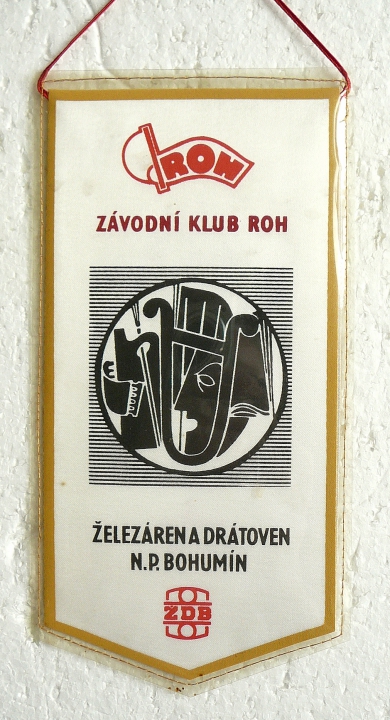 ROH
ZÁVODNÍ KLUB ROH
ŽELEZÁREN A DRÁTOVEN
N.P. BOHUMÍN
ŽDB